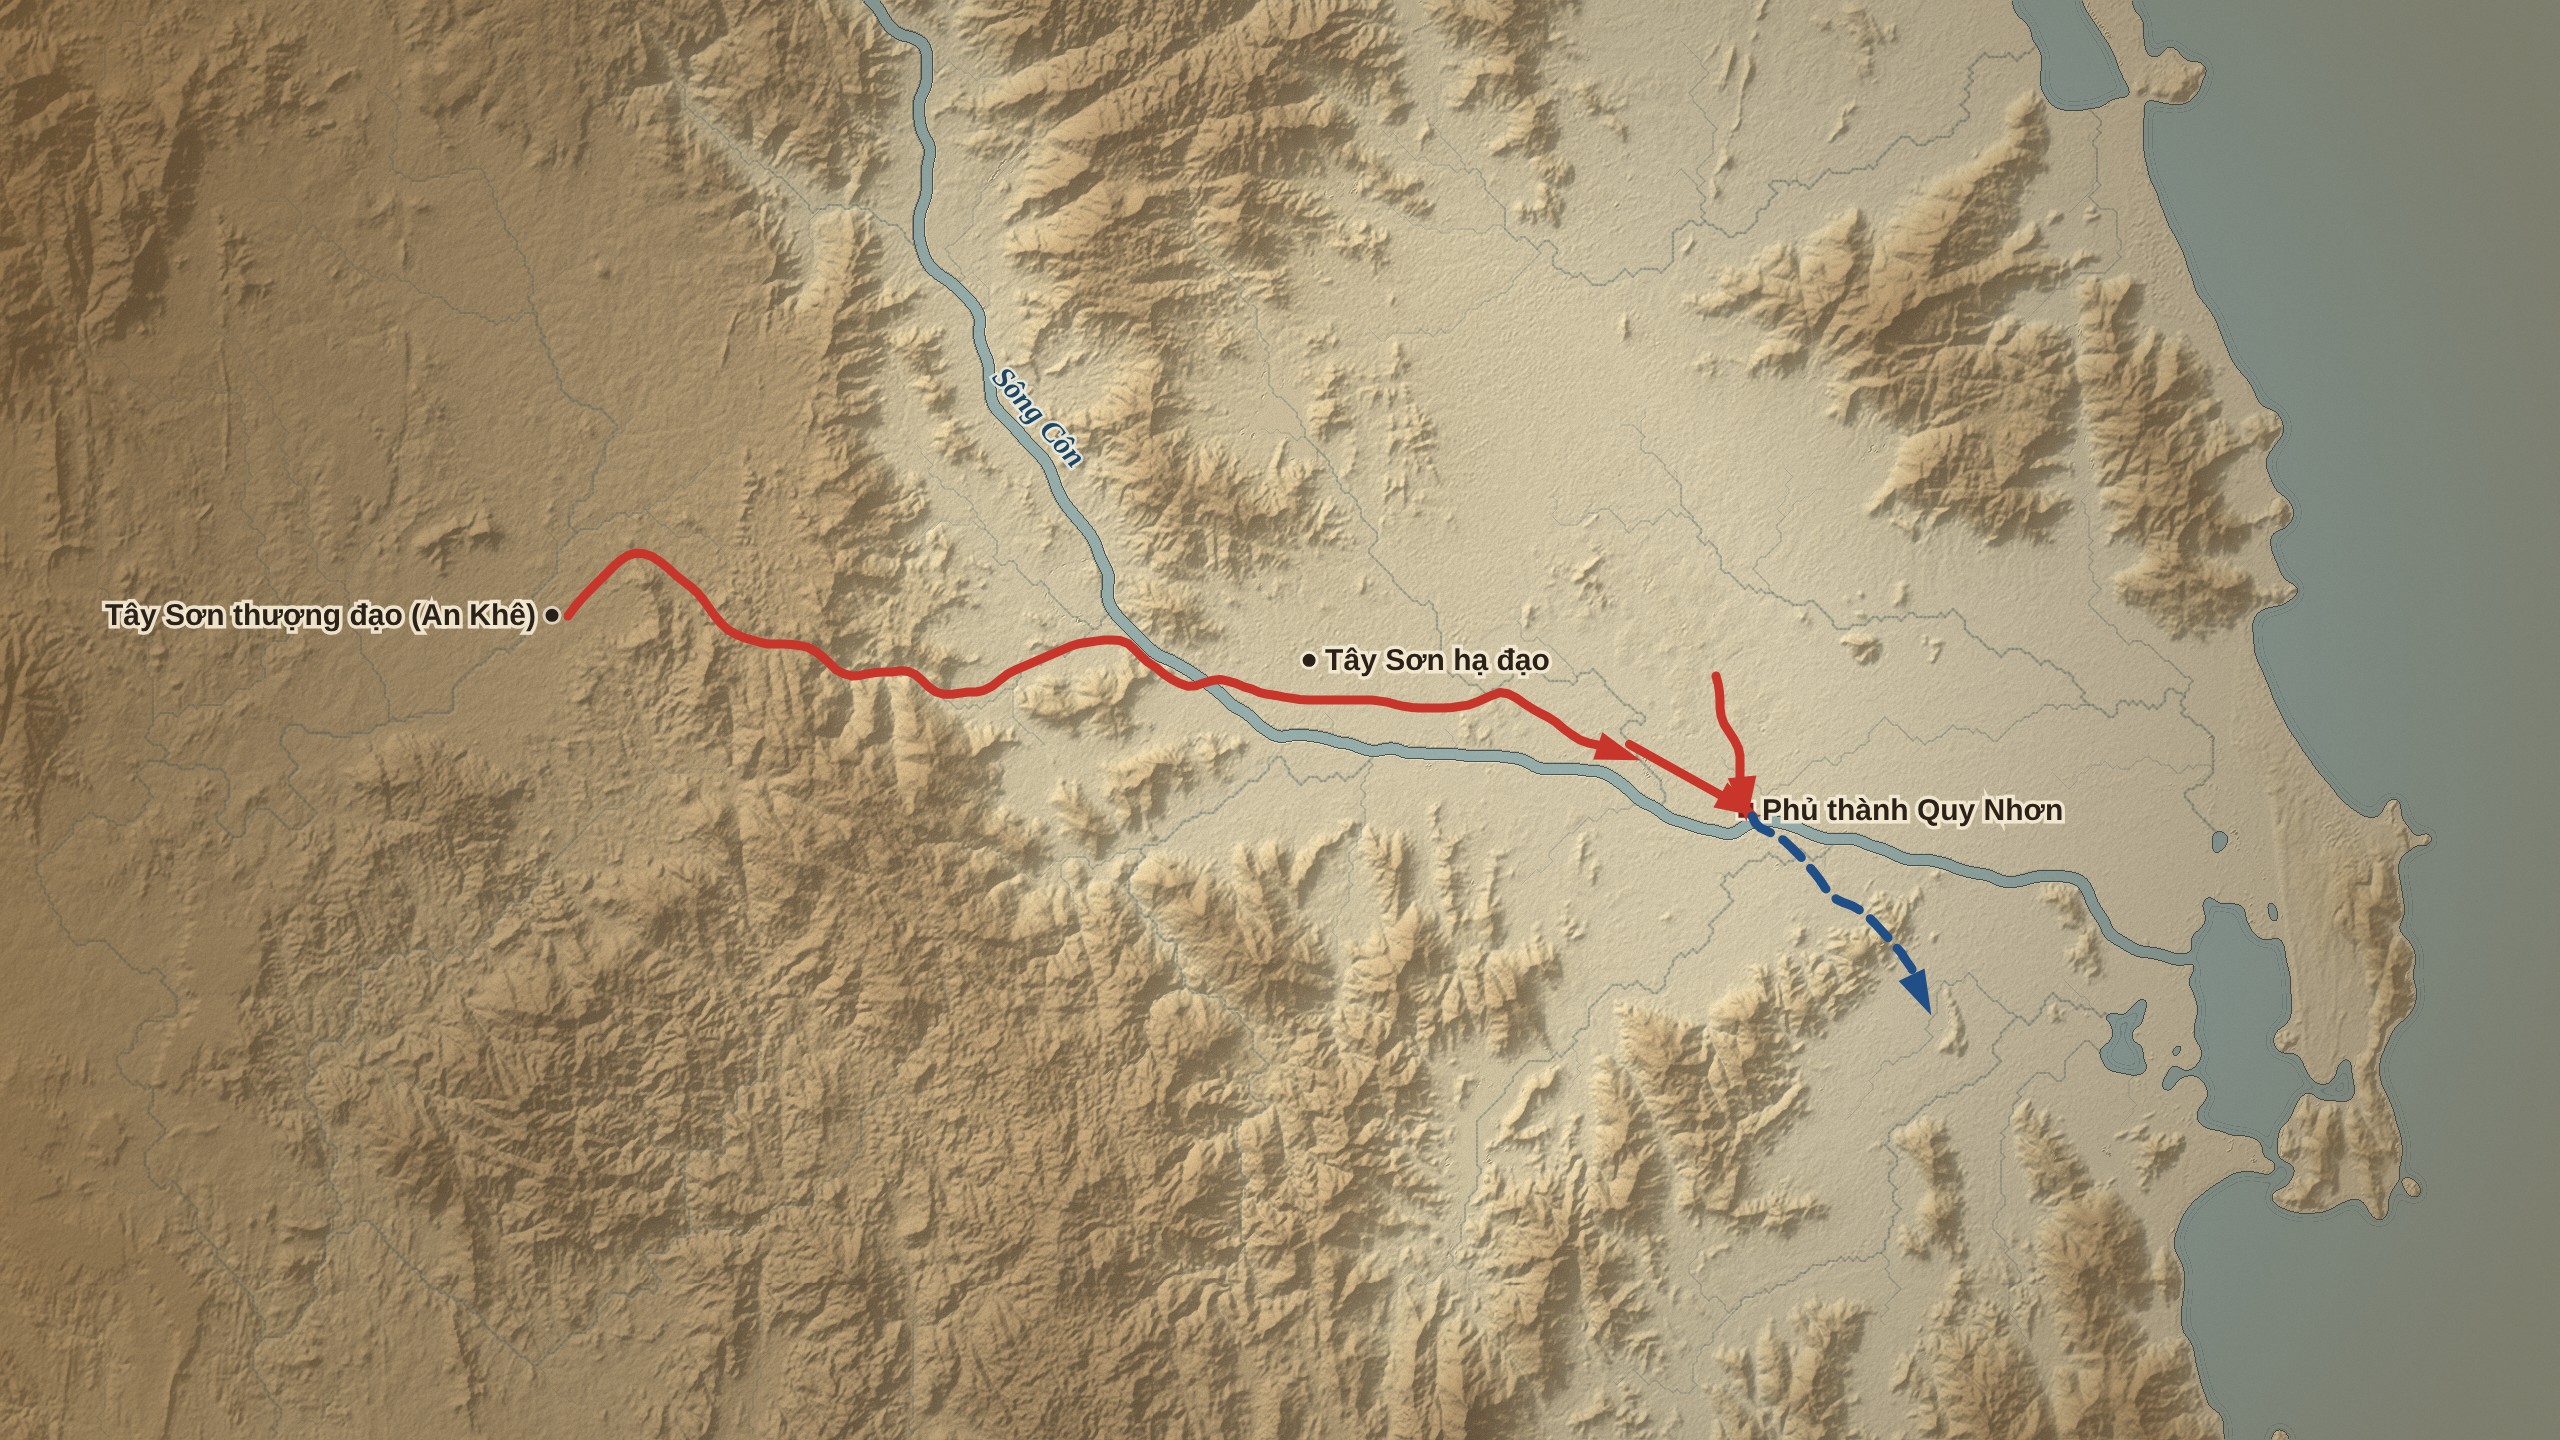 Sông Côn
Tây Sơn thượng đạo (An Khê)
Tây Sơn hạ đạo
Phủ thành Quy Nhơn